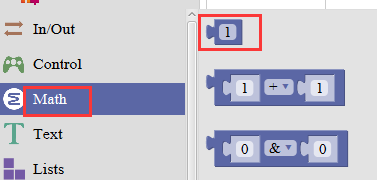 In/Out
Control
Math
Text
Lists
1
1 + 1
0 & 0